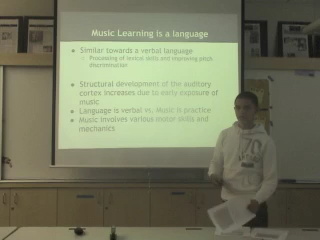 Music Learning is a language
Similar towards a verbal language
Processing of lexical skills and improving pitch
discrimination
Structural development of the auditory
cortex increases due to early exposure of
music
Language is verbal vs. Music is practice
Music involves various motor skills and
mechanics
70